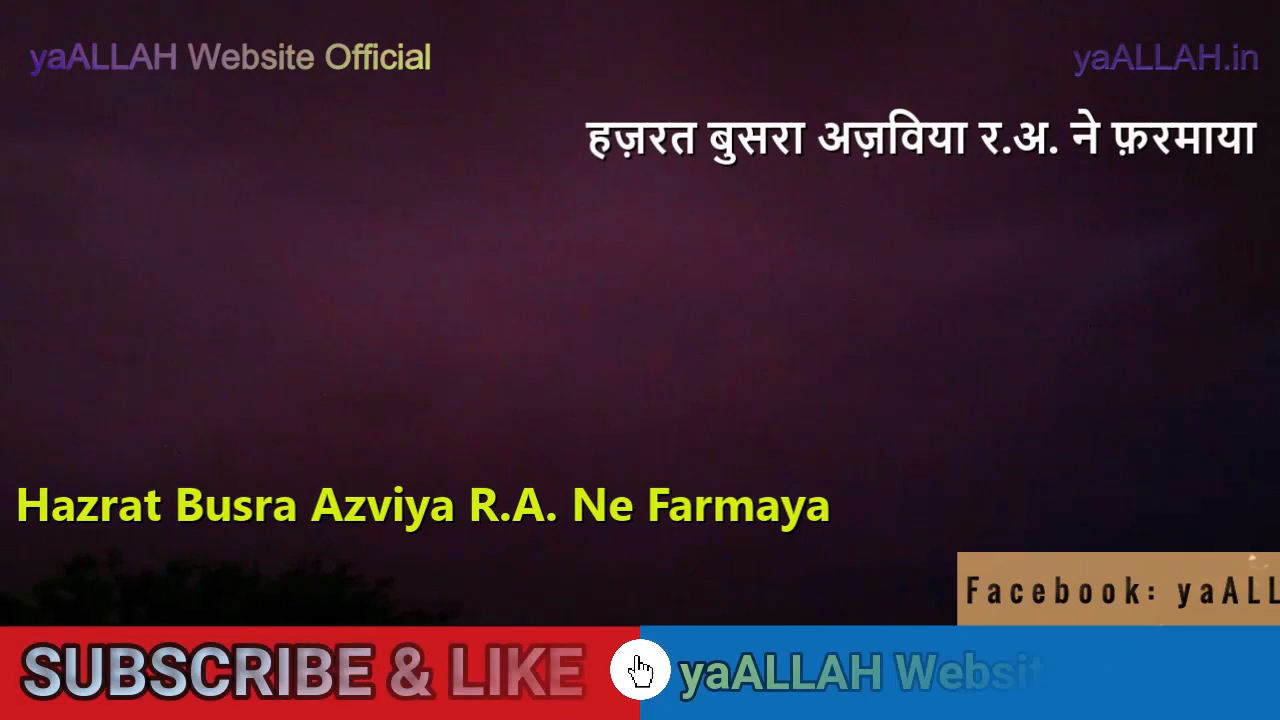 yaALLAH Website Official
yaALLAH.in
हज़रत बुसरा अज़विया र.अ. ने फ़रमाया
Hazrat Busra Azviya R.A. Ne Farmaya
Facebook: yaALL
SUBSCRIBE & LIKE
yaALLAH Websit